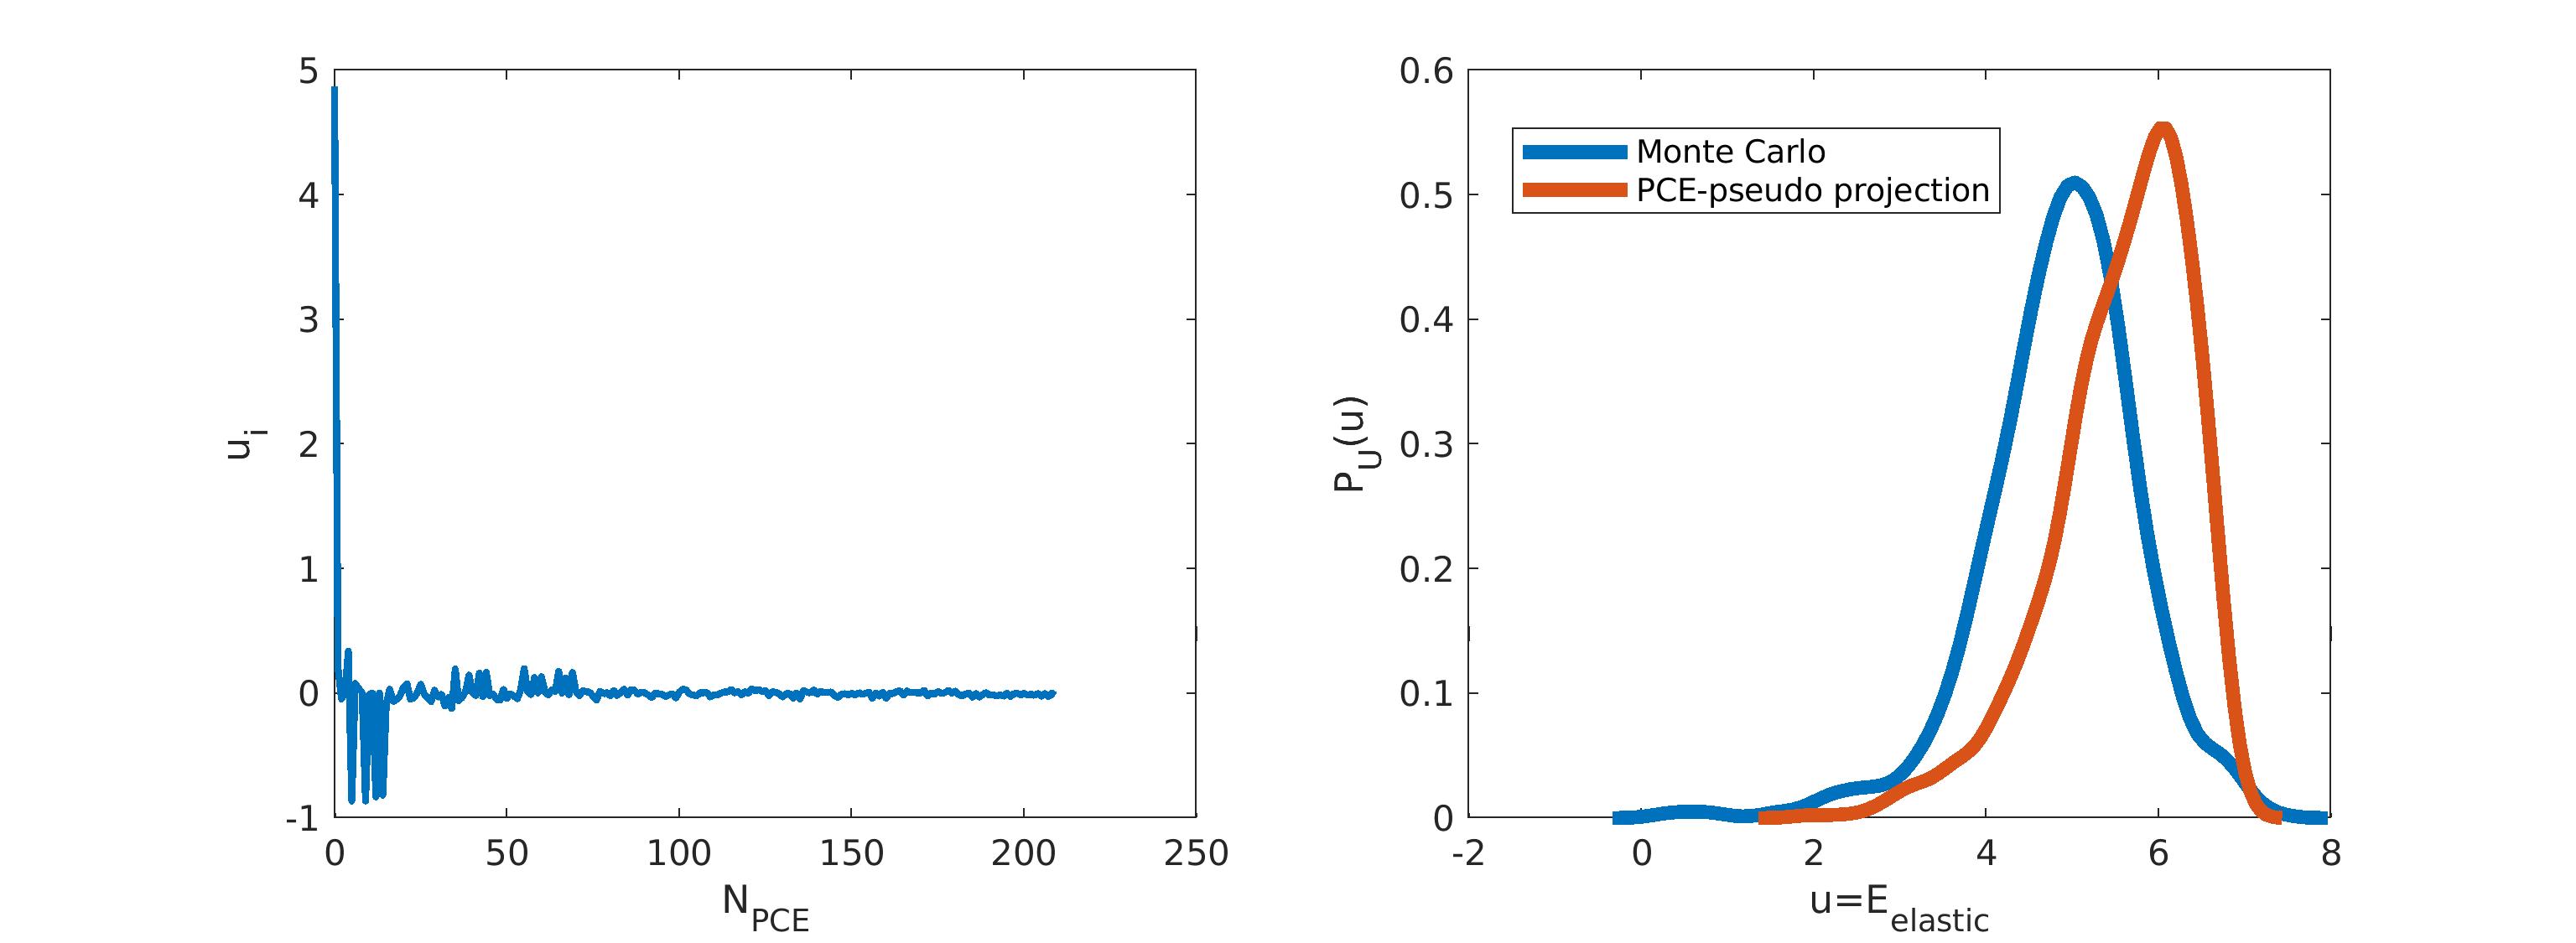 5
4
3
2
1
0
-1
u_i
0 50 100 150 200 250
N_PCE
0.6
0.5
0.4
0.3
0.2
0.1
0
P_U(u)
Monte Carlo
PCE-pseudo projection
-2 0 2 4 6 8
u=E_elastic